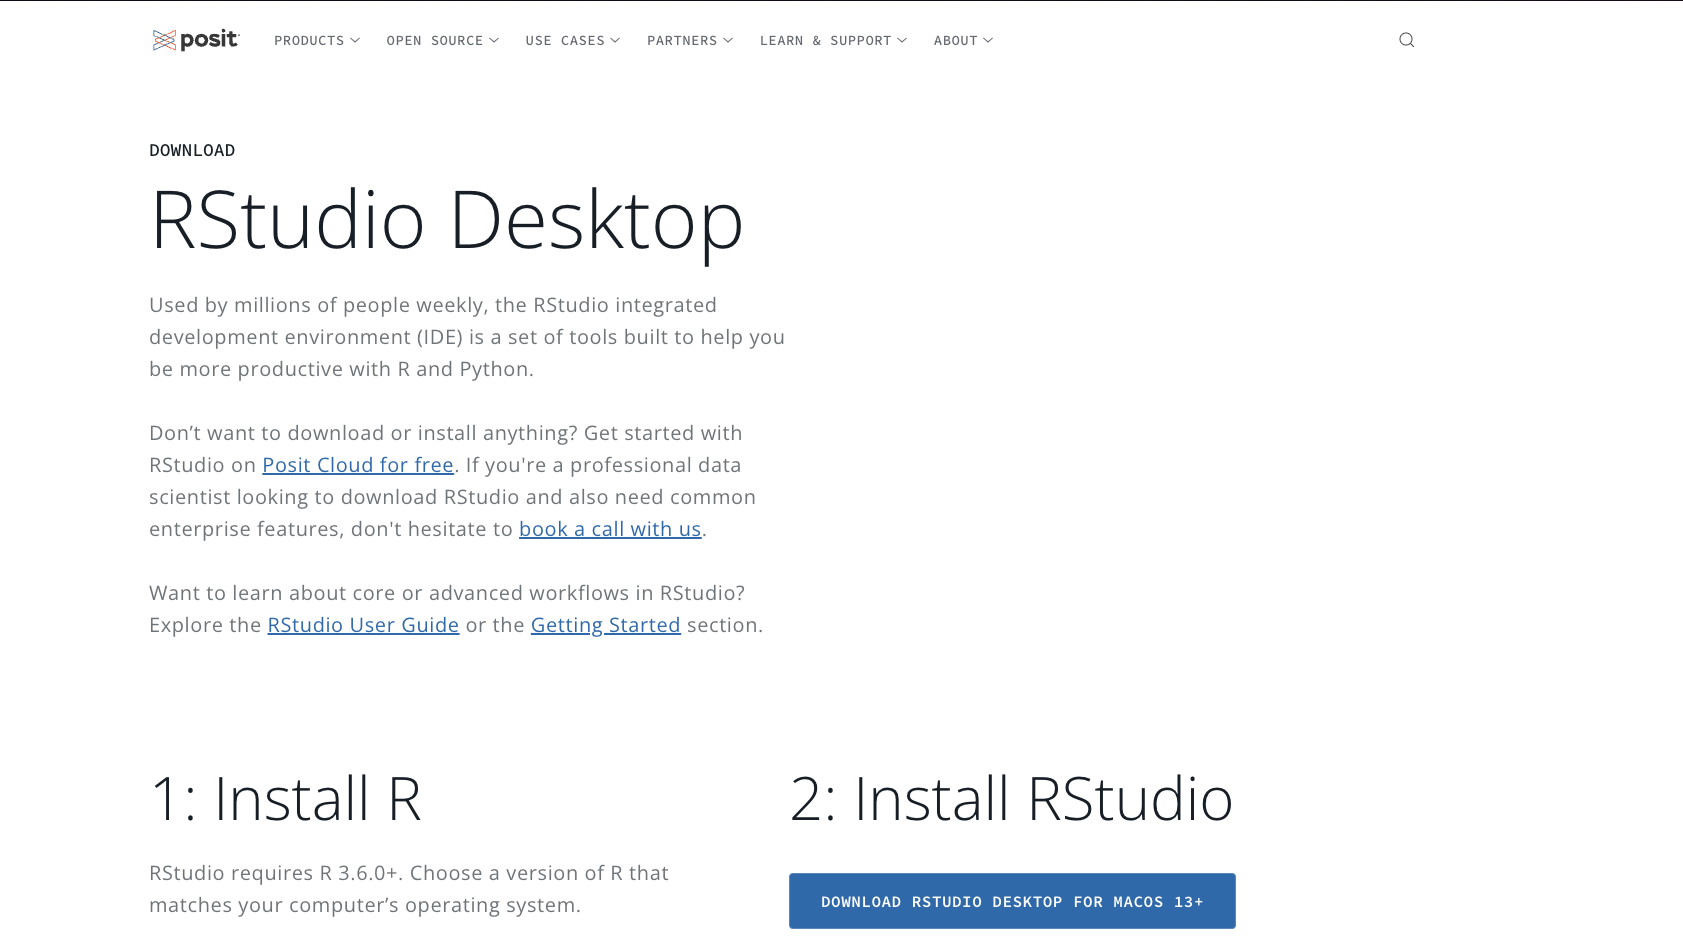 posit
PRODUCTS
OPEN SOURCE
USE CASES
PARTNERS
LEARN & SUPPORT
ABOUT
DOWNLOAD
RStudio Desktop
Used by millions of people weekly, the RStudio integrated
development environment (IDE) is a set of tools built to help you
be more productive with R and Python.
Don’t want to download or install anything? Get started with
RStudio on Posit Cloud for free. If you're a professional data
scientist looking to download RStudio and also need common
enterprise features, don't hesitate to book a call with us.
Want to learn about core or advanced workflows in RStudio?
Explore the RStudio User Guide or the Getting Started section.
1: Install R
RStudio requires R 3.6.0+. Choose a version of R that
matches your computer’s operating system.
2: Install RStudio
DOWNLOAD RSTUDIO DESKTOP FOR MACOS 13+